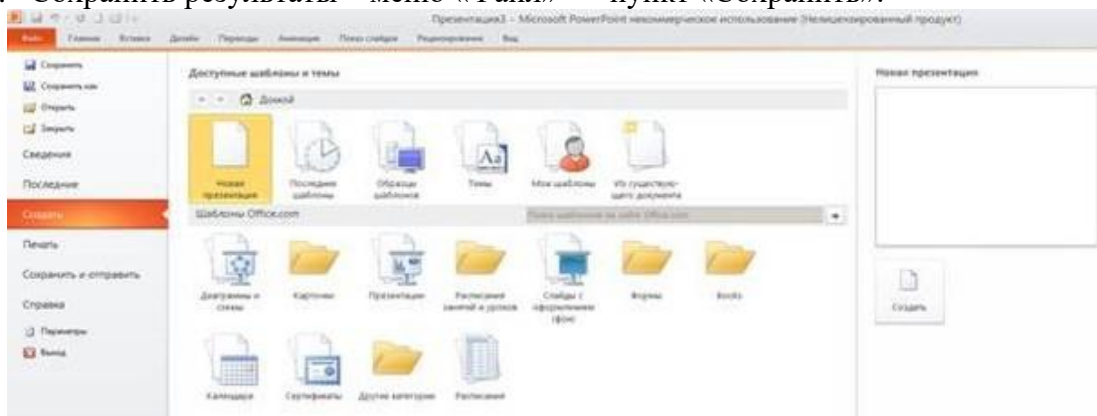 Сохранить результаты – меню «Файл» – пункт «Сохранить».
Презентация3 - Microsoft PowerPoint некоммерческое использование (Нелицензированный продукт)
Файл Главная Вставка Дизайн Переходы Анимация Показ слайдов Рецензирование Вид
Сохранить
Сохранить как
Открыть
Закрыть
Сведения
Последние
Создать
Печать
Сохранить и отправить
Справка
Параметры
Выход
Доступные шаблоны и темы
Домой
Новая презентация
Последние шаблоны
Образцы шаблонов
Темы
Мои шаблоны
Из существую-
щего документа
Шаблоны Office.com
Поиск шаблонов на сайте Office.com
Диаграммы и
схемы
Карточки
Презентации
Расписания
занятий и уроков
Слайды с
оформлением
(фон)
Формы
Books
Календари
Сертификаты
Другие категории
Расписания
Новая презентация
Создать